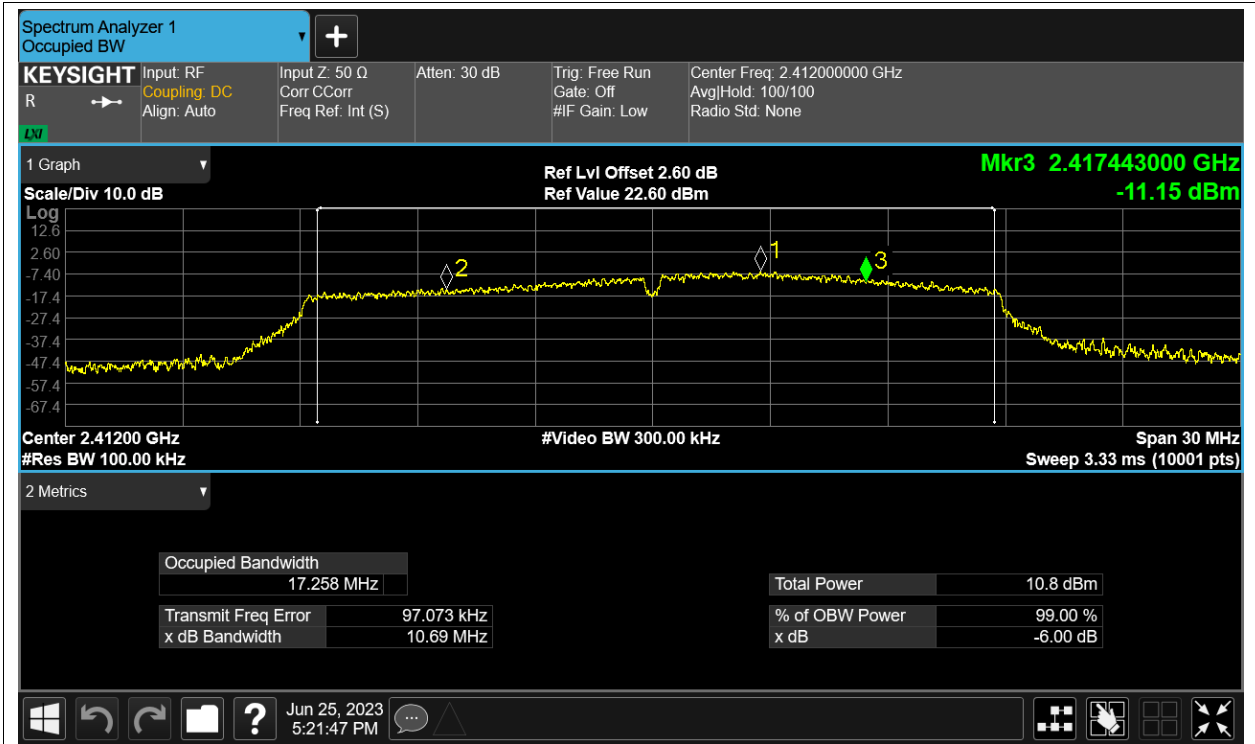 Spectrum Analyzer 1
Occupied BW
KEYSIGHT
R
LXI
Input: RF
Coupling: DC
Align: Auto
Input Z: 50 Ω
Corr CCorr
Freq Ref: Int (S)
Atten: 30 dB
Trig: Free Run
Gate: Off
#IF Gain: Low
Center Freq: 2.412000000 GHz
Avg|Hold: 100/100
Radio Std: None
1 Graph
Scale/Div 10.0 dB
Ref Lvl Offset 2.60 dB
Ref Value 22.60 dBm
Mkr3 2.417443000 GHz
-11.15 dBm
Log
12.6
2.60
-7.40
-17.4
-27.4
-37.4
-47.4
-57.4
-67.4
2
1
3
Center 2.41200 GHz
#Video BW 300.00 kHz
Span 30 MHz
#Res BW 100.00 kHz
Sweep 3.33 ms (10001 pts)
2 Metrics
Occupied Bandwidth
17.258 MHz
Total Power 10.8 dBm
Transmit Freq Error 97.073 kHz
% of OBW Power 99.00 %
x dB Bandwidth 10.69 MHz
x dB -6.00 dB
?
Jun 25, 2023
5:21:47 PM